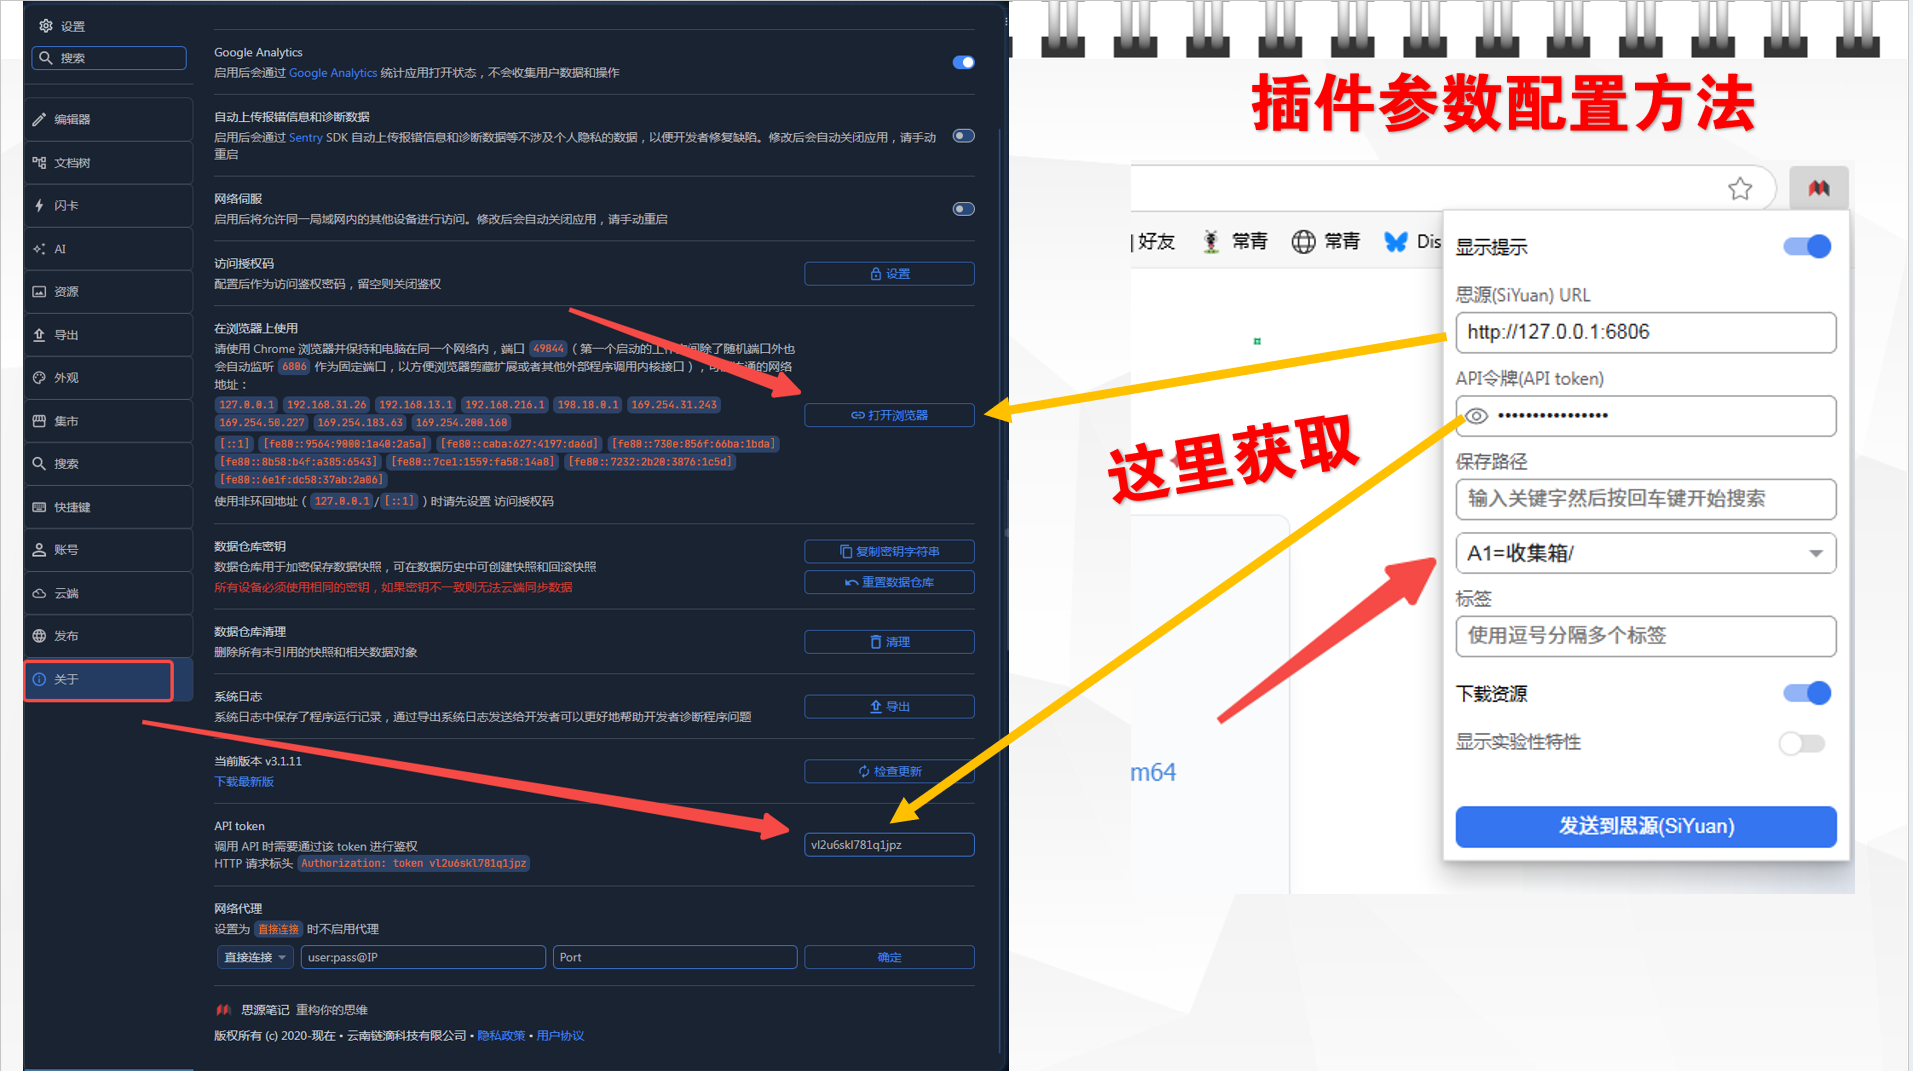 设置
搜索
编辑器
文档树
闪卡
AI
资源
导出
外观
集市
搜索
快捷键
账号
云端
发布
关于
Google Analytics
启用后会通过 Google Analytics 统计应用打开状态，不会收集用户数据和操作
自动上传报错信息和诊断数据
启用后会通过 Sentry SDK 自动上传报错信息和诊断数据等不涉及个人隐私的数据，以便开发者修复缺陷。修改后会自动关闭应用，请手动
重启
网络伺服
启用后将允许同一局域网内的其他设备进行访问。修改后会自动关闭应用，请手动重启
访问授权码
配置后作为访问鉴权密码，留空则关闭鉴权
设置
在浏览器上使用
请使用 Chrome 浏览器并保持和电脑在同一个网络内，端口 49844（第一个启动的工作空间除了随机端口外也
会自动监听 6806 作为固定端口，以方便浏览器剪藏扩展或者其他外部程序调用内核接口），可 通的网络
地址：
127.0.0.1 192.168.31.26 192.168.13.1 192.168.216.1 198.18.0.1 169.254.31.243
169.254.50.227 169.254.183.63 169.254.200.160
[::1] [fe80::9564:9800:1a40:2a5a] [fe80::caba:627:4197:da6d] [fe80::730e:856f:66ba:1bda]
[fe80::8b58:b4f:a385:6543] [fe80::7ce1:1559:fa58:14a8] [fe80::7232:2b20:3876:1c5d]
[fe80::6e1f:dc58:37ab:2a06]
使用非环回地址（ 127.0.0.1 / [::1] ）时请先设置 访问授权码
打开浏览器
数据仓库密钥
数据仓库用于加密保存数据快照，可在数据历史中可创建快照和回滚快照
所有设备必须使用相同的密钥，如果密钥不一致则无法云端同步数据
复制密钥字符串
重置数据仓库
数据仓库清理
删除所有未引用的快照和相关数据对象
清理
系统日志
系统日志中保存了程序运行记录，通过导出系统日志发送给开发者可以更好地帮助开发者诊断程序问题
导出
当前版本 v3.1.11
下载最新版
检查更新
API token
调用 API 时需要通过该 token 进行鉴权
HTTP 请求标头 Authorization: token vl2u6skl781q1jpz
vl2u6skl781q1jpz
网络代理
设置为 直接连接 时不启用代理
直接连接 user:pass@IP Port 确定
思源笔记 重构你的思维
版权所有 (c) 2020-现在 • 云南链滴科技有限公司 • 隐私政策 • 用户协议
插件参数配置方法
好友 常青 常青 Dis
这里获取
m64
显示提示
思源(SiYuan) URL
http://127.0.0.1:6806
API令牌(API token)
••••••••••••••••
保存路径
输入关键字然后按回车键开始搜索
A1=收集箱/
标签
使用逗号分隔多个标签
下载资源
显示实验性特性
发送到思源(SiYuan)